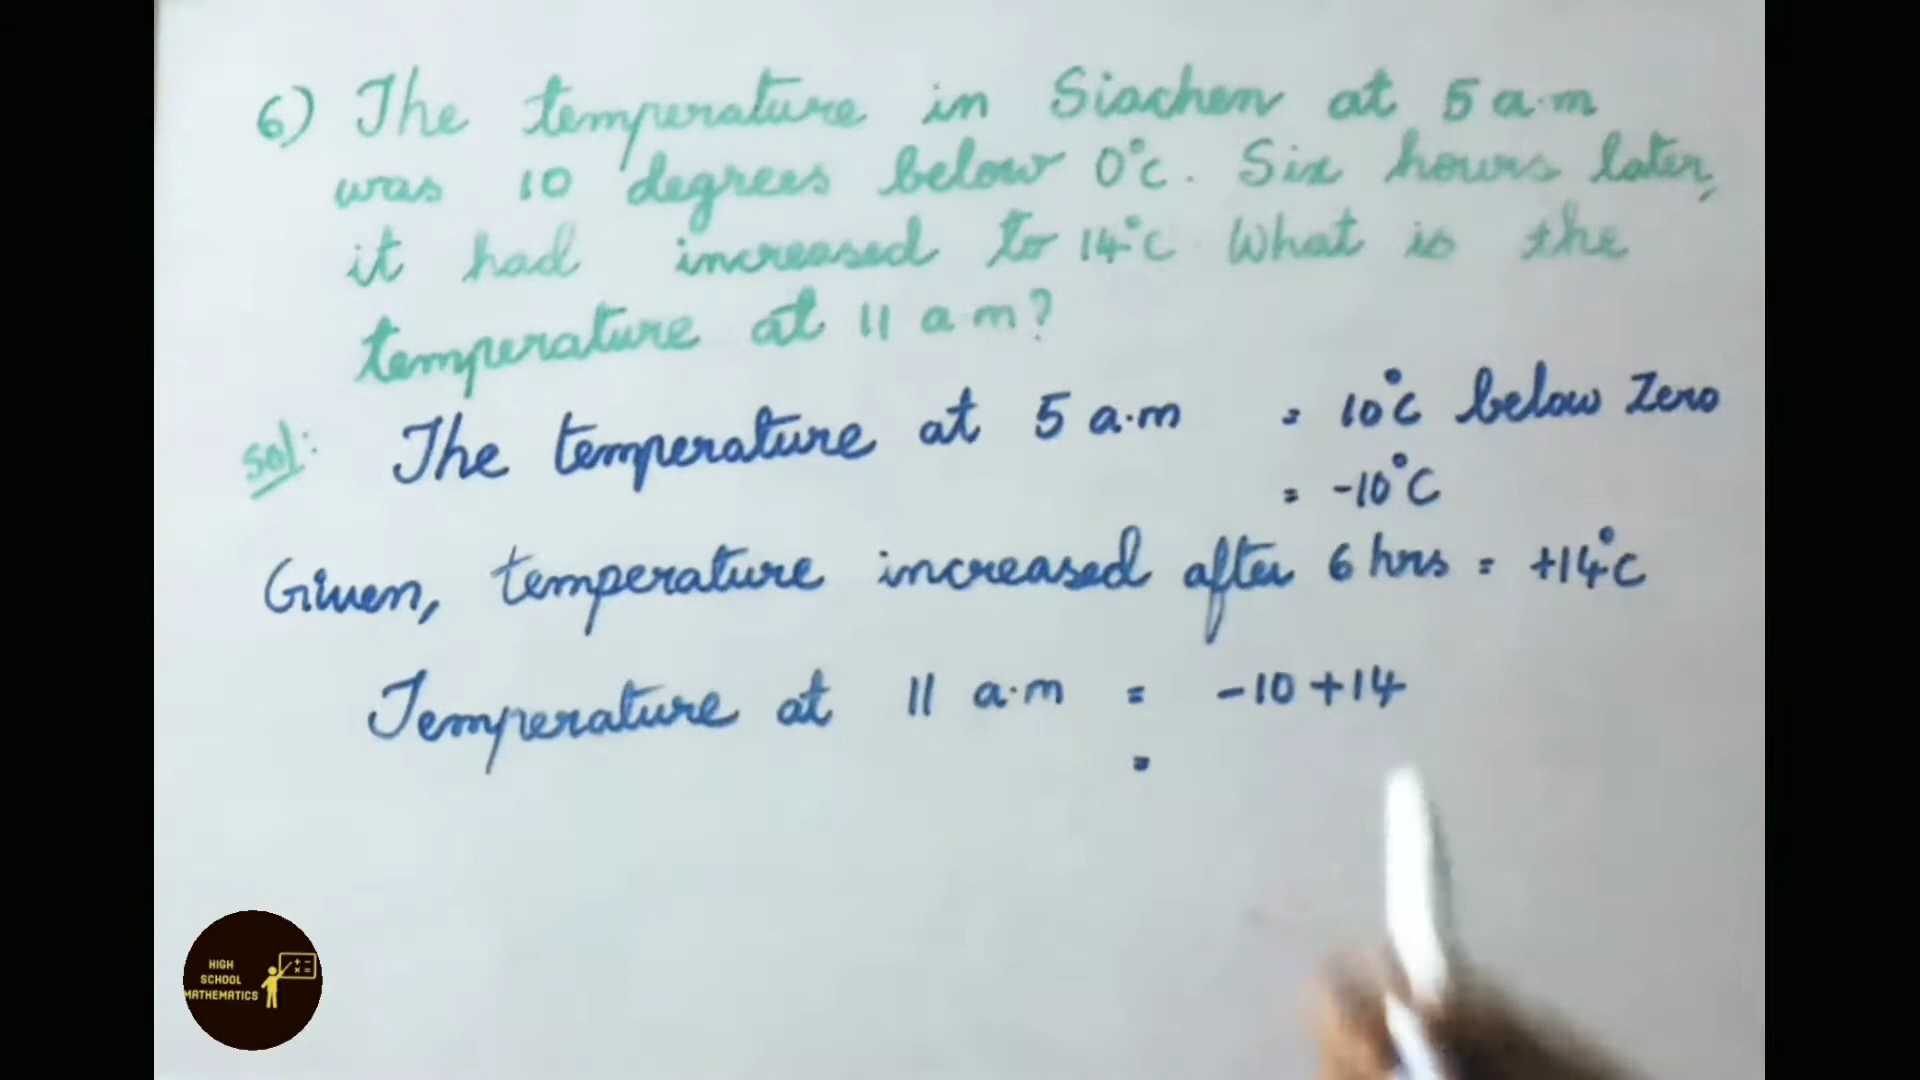 6) The temperature in Siachen at 5 a.m
was 10 degrees below 0°c. Six hours later,
it had increased to 14°c. What is the
temperature at 11 a.m?
Sol: The temperature at 5 a.m = 10°C below Zero
= -10°C
Given, temperature increased after 6 hrs = +14°C
Temperature at 11 a.m = -10+14
=
HIGH
SCHOOL
MATHEMATICS